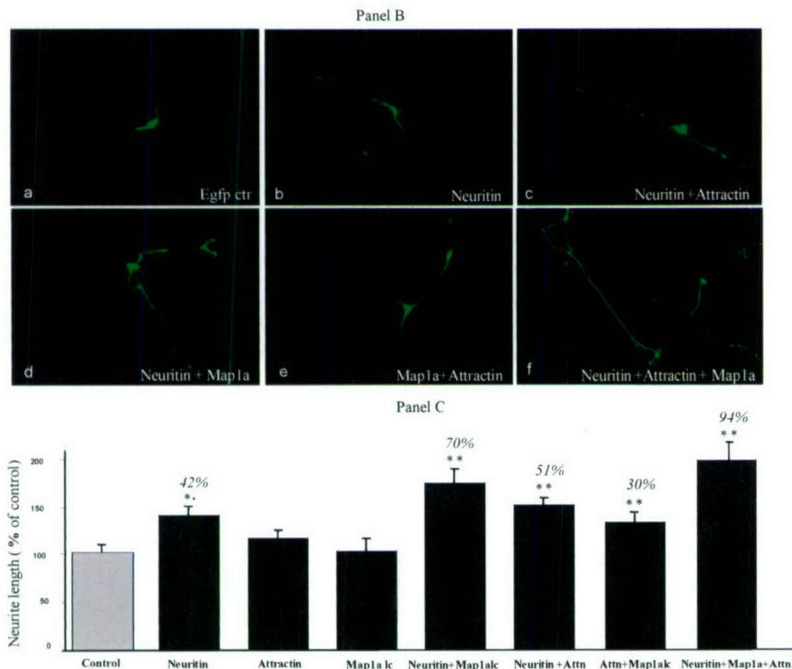 Panel B
a Egfp ctr
b Neuritin
c Neuritin +Attractin
d Neuritin + Map1a
e Map1a+Attractin
f Neuritin+Attractin + Map1a
Panel C
Neurite length ( % of control)
200
150
100
50
0
42%
*.
70%
**
51%
**
30%
**
94%
**
Control
Neuritin
Attractin
Map1a lc
Neuritin+Map1alc
Neuritin +Attn
Attn+Map1alc
Neuritin+Map1a+Attn